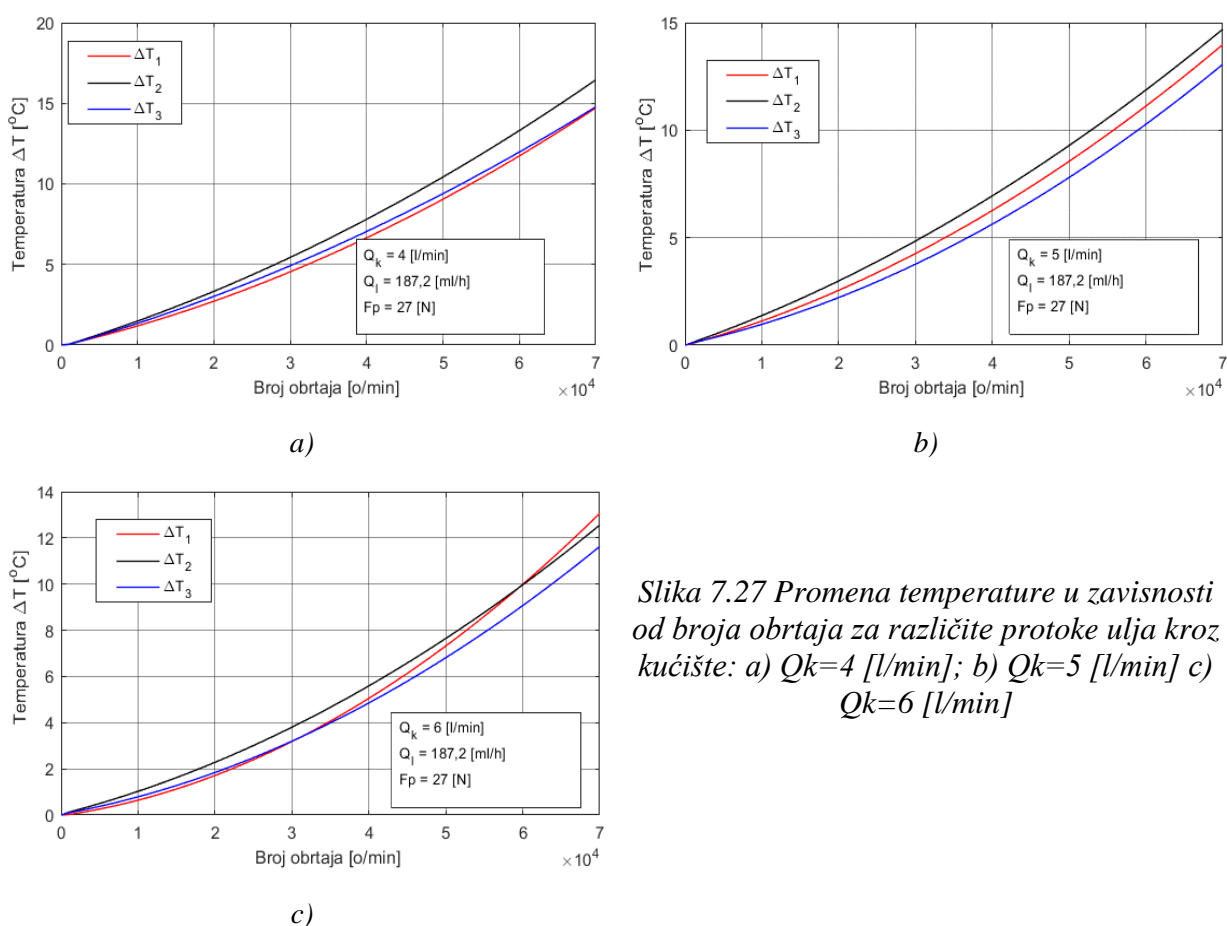 20
15
10
5
0
Temperatura ΔT [°C]
ΔT₁
ΔT₂
ΔT₃
Qₖ = 4 [l/min]
Qₗ = 187,2 [ml/h]
Fp = 27 [N]
0 1 2 3 4 5 6 7
Broj obrtaja [o/min]
×10⁴
a)
15
10
5
0
Temperatura ΔT [°C]
ΔT₁
ΔT₂
ΔT₃
Qₖ = 5 [l/min]
Qₗ = 187,2 [ml/h]
Fp = 27 [N]
0 1 2 3 4 5 6 7
Broj obrtaja [o/min]
×10⁴
b)
14
12
10
8
6
4
2
0
Temperatura ΔT [°C]
ΔT₁
ΔT₂
ΔT₃
Qₖ = 6 [l/min]
Qₗ = 187,2 [ml/h]
Fp = 27 [N]
0 1 2 3 4 5 6 7
Broj obrtaja [o/min]
×10⁴
c)
Slika 7.27 Promena temperature u zavisnosti
od broja obrtaja za različite protoke ulja kroz
kućište: a) Qk=4 [l/min]; b) Qk=5 [l/min] c)
Qk=6 [l/min]